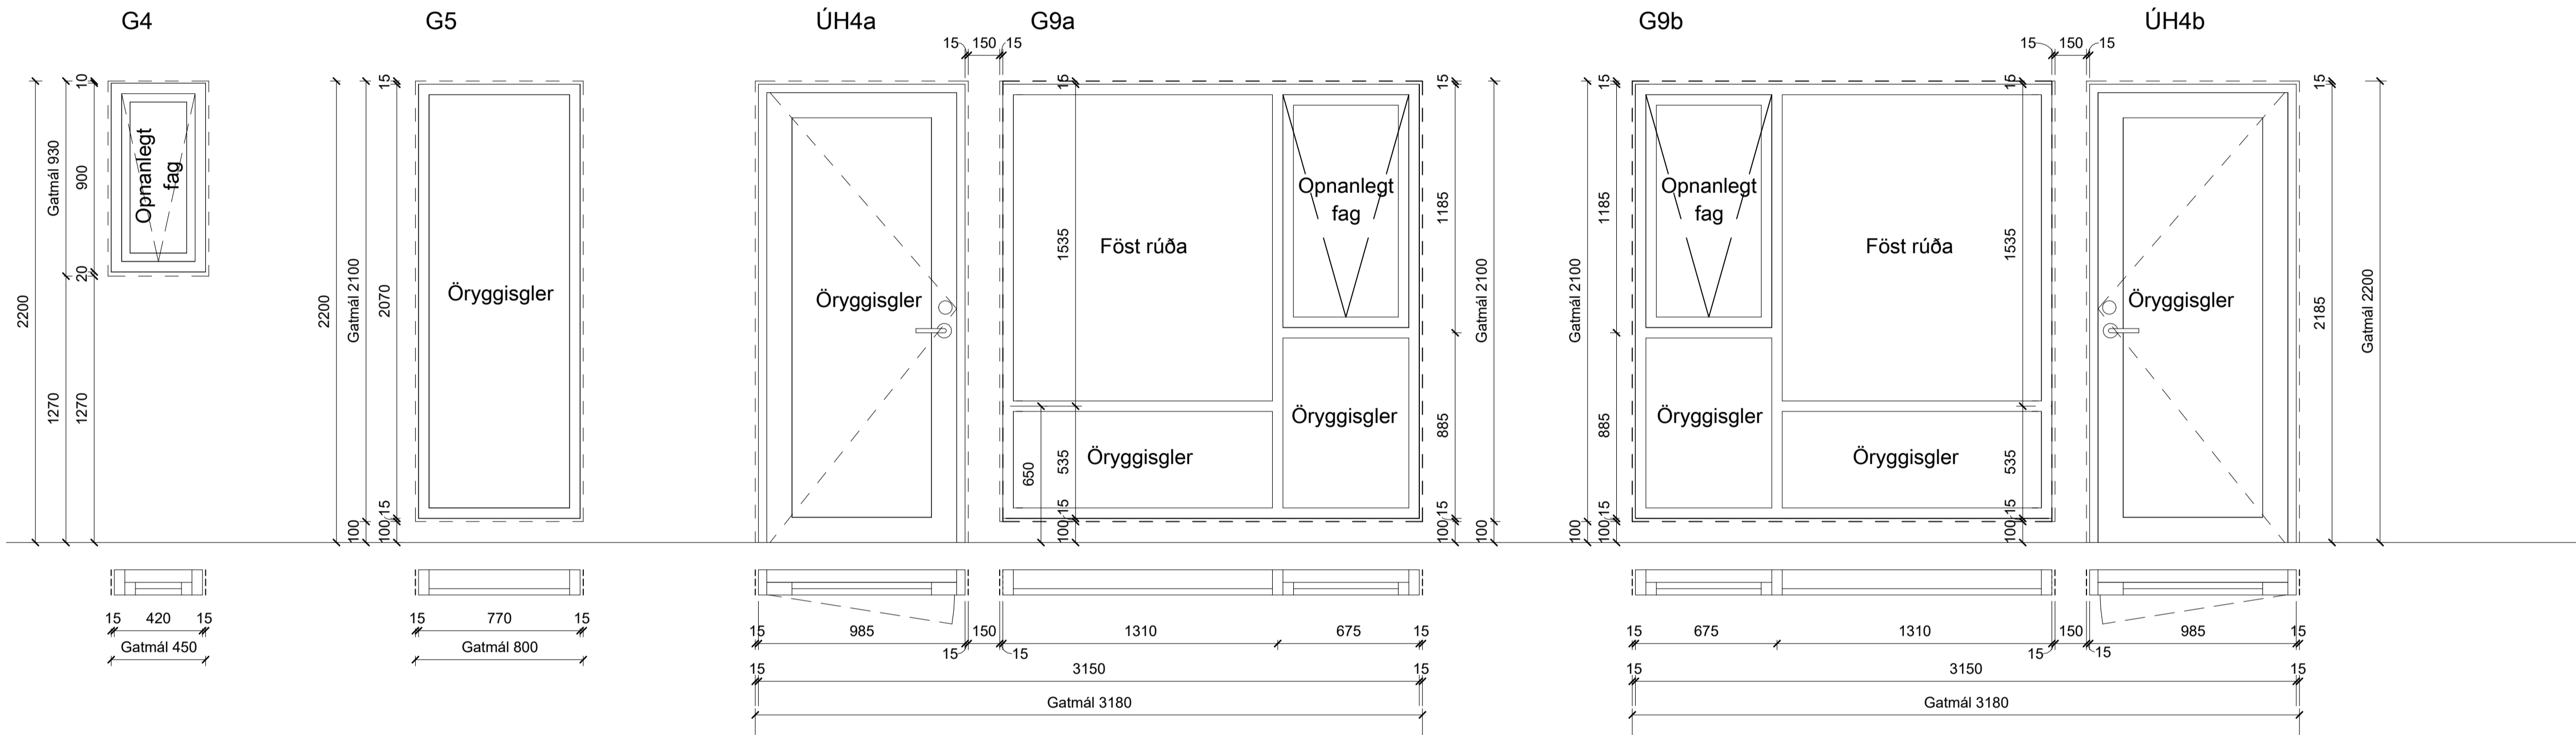 G4
G5
ÚH4a
G9a
G9b
ÚH4b
15
150
15
15
150
15
2200
Gatmál 930
1270
10
900
20
1270
Opnanlegt
fag
15 420 15
Gatmál 450
2200
Gatmál 2100
100
15
2070
15
100
Öryggisgler
15 770 15
Gatmál 800
Öryggisgler
15
1535
650
535
15
100
Föst rúða
Öryggisgler
Opnanlegt
fag
Öryggisgler
15
1185
885
15
100
Gatmál 2100
100
15 985 15 150 15 1310 675 15
15 3150 15
Gatmál 3180
Gatmál 2100
100
15
1185
885
15
100
Opnanlegt
fag
Öryggisgler
Föst rúða
Öryggisgler
15
1535
535
15
100
Öryggisgler
15
2185
Gatmál 2200
15 675 1310 15 150 15 985 15
15 3150 15
Gatmál 3180